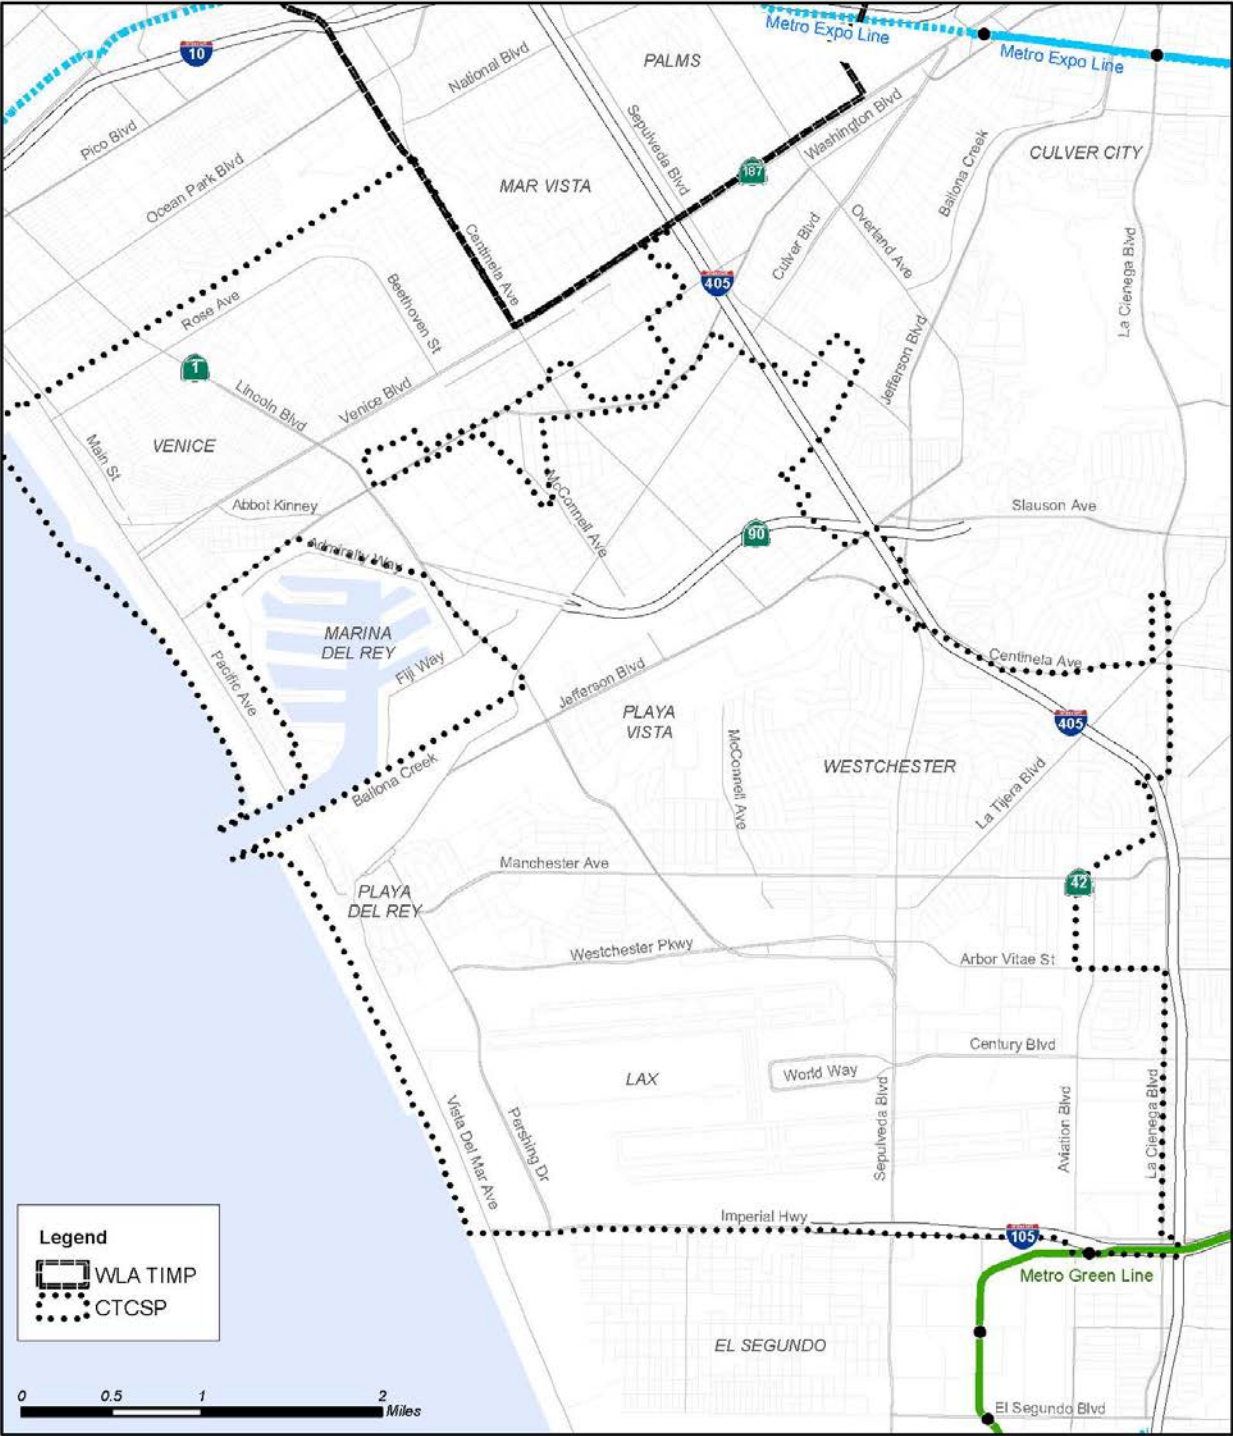 Metro Expo Line
Metro Expo Line
10
National Blvd
PALMS
Pico Blvd
Sepulveda Blvd
Washington Blvd
Ocean Park Blvd
MAR VISTA
187
Ballona Creek
CULVER CITY
Centinela Ave
Culver Blvd
Overland Ave
La Cienega Blvd
405
Rose Ave
Beethoven St
1
Lincoln Blvd
Venice Blvd
Jefferson Blvd
VENICE
Main St
Abbot Kinney
McConnell Ave
Slauson Ave
90
Admiralty Way
MARINA
DEL REY
Fiji Way
Pacific Ave
Jefferson Blvd
Centinela Ave
PLAYA
VISTA
405
McConnell Ave
WESTCHESTER
Ballona Creek
La Tijera Blvd
Manchester Ave
42
PLAYA
DEL REY
Westchester Pkwy
Arbor Vitae St
Century Blvd
World Way
LAX
Vista Del Mar Ave
Pershing Dr
Sepulveda Blvd
Aviation Blvd
La Cienega Blvd
Imperial Hwy
105
Metro Green Line
EL SEGUNDO
El Segundo Blvd
Legend
WLA TIMP
CTCSP
0 0.5 1 2
Miles